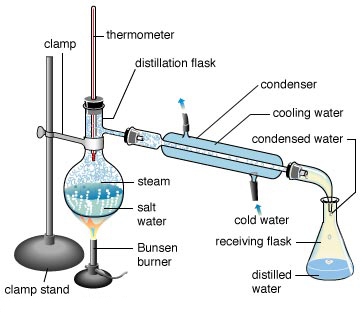 clamp
thermometer
distillation flask
condenser
cooling water
condensed water
steam
salt
water
cold water
receiving flask
Bunsen
burner
clamp stand
distilled
water